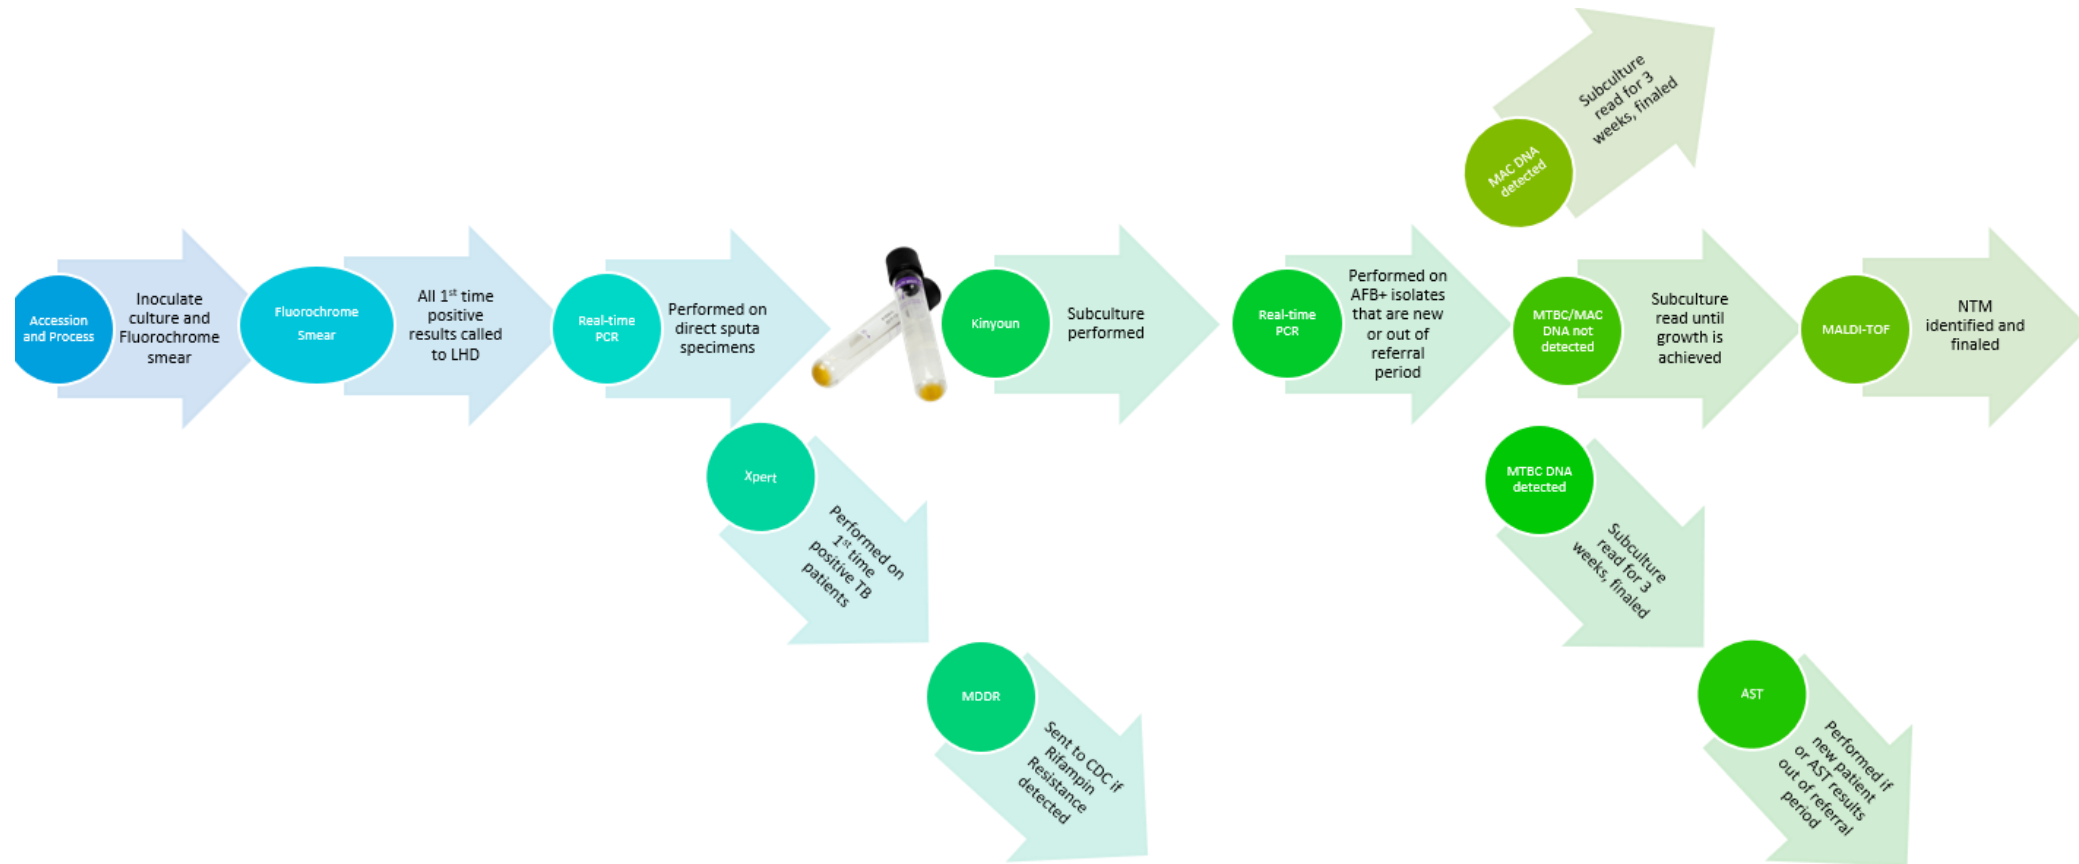 Accession
and Process
Inoculate
culture and
Fluorochrome
smear
Fluorochrome
Smear
All 1st time
positive
results called
to LHD
Real-time
PCR
Performed on
direct sputa
specimens
Xpert
Performed on
1st time
positive TB
patients
MDDR
Sent to CDC if
Rifampin
Resistance
detected
Kinyoun
Subculture
performed
Real-time
PCR
Performed on
AFB+ isolates
that are new
or out of
referral
period
MAC DNA
detected
Subculture
read for 3
weeks, finaled
MTBC/MAC
DNA not
detected
Subculture
read until
growth is
achieved
MALDI-TOF
NTM
identified and
finaled
MTBC DNA
detected
Subculture
read for 3
weeks, finaled
AST
Performed if
new patient
or AST results
out of referral
period